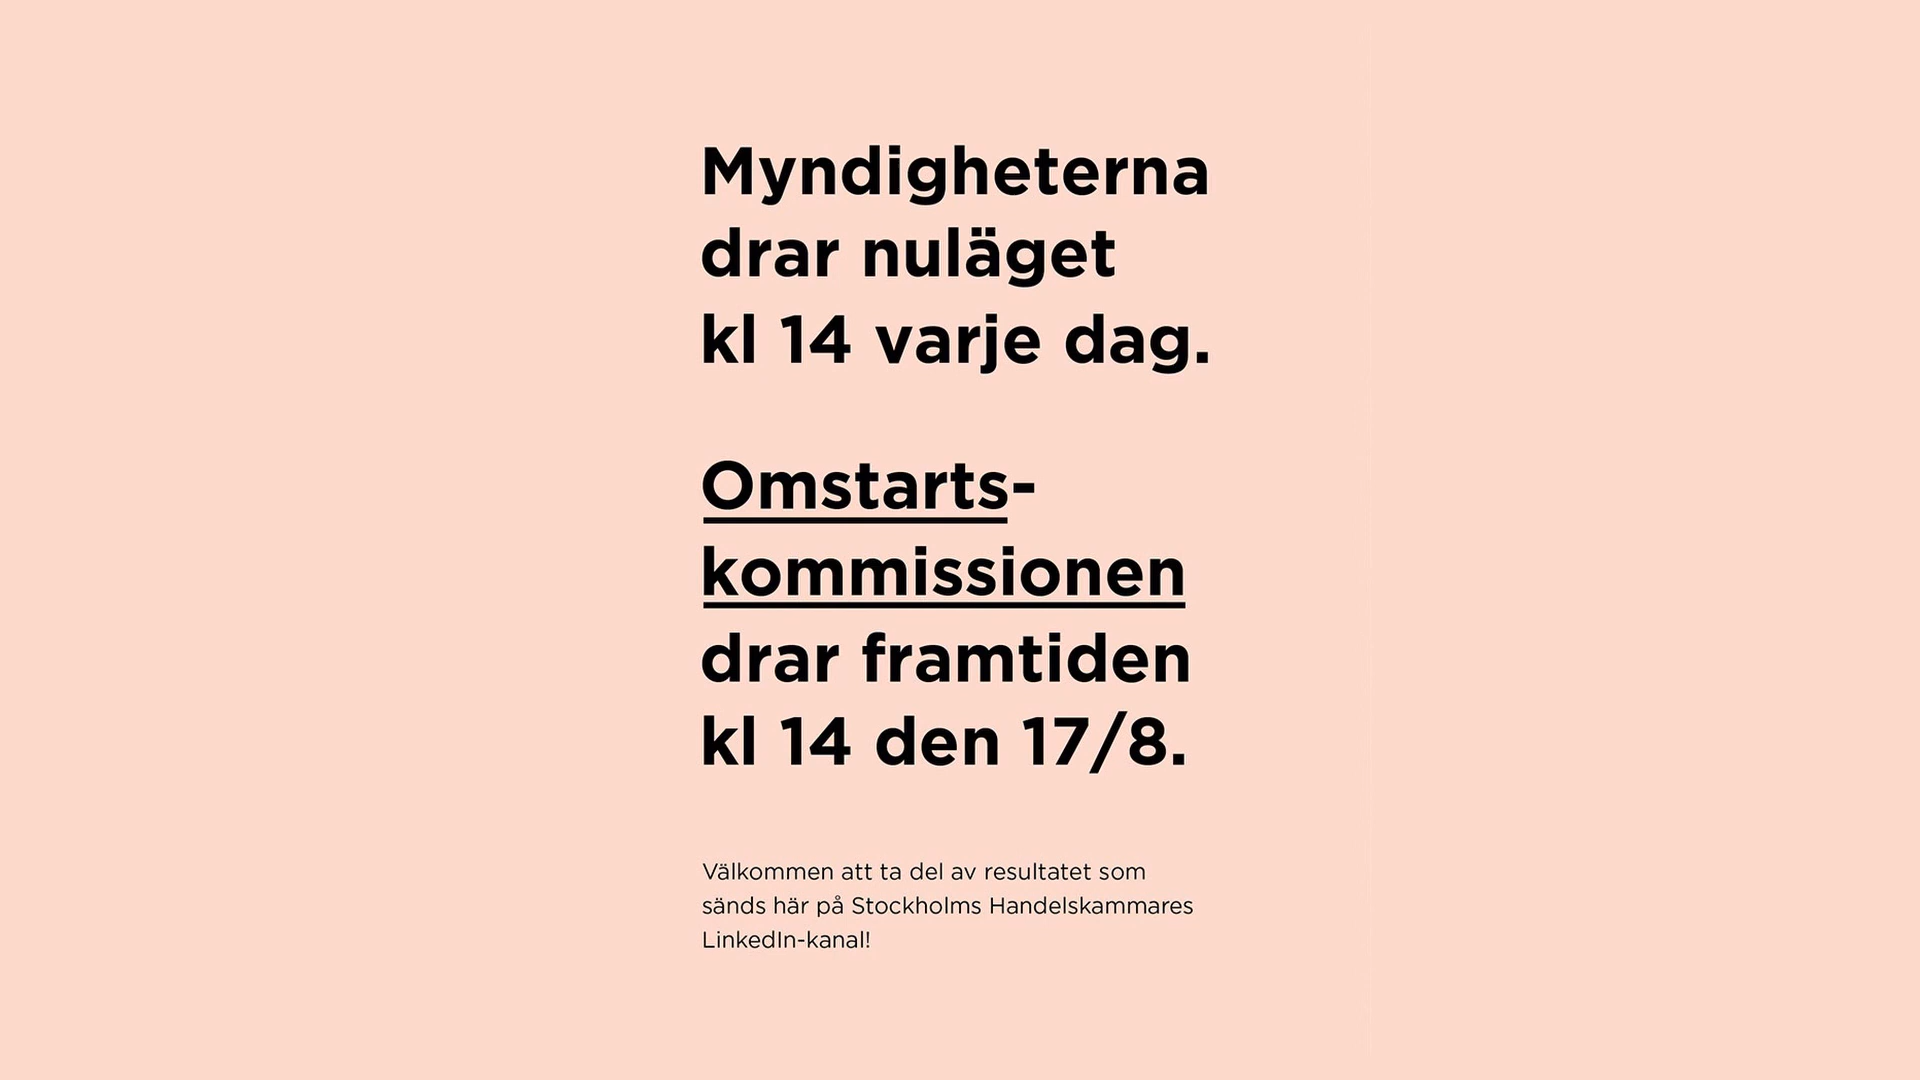 Myndigheterna
drar nuläget
kl 14 varje dag.
Omstarts-
kommissionen
drar framtiden
kl 14 den 17/8.
Välkommen att ta del av resultatet som
sänds här på Stockholms Handelskammares
LinkedIn-kanal!